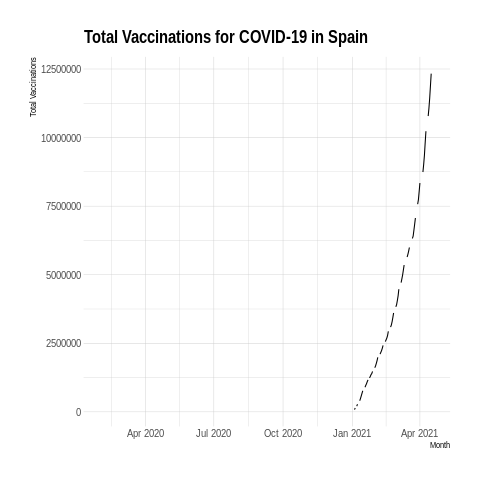 Total Vaccinations for COVID-19 in Spain
Total Vaccinations
12500000
10000000
7500000
5000000
2500000
0
Apr 2020 Jul 2020 Oct 2020 Jan 2021 Apr 2021
Month